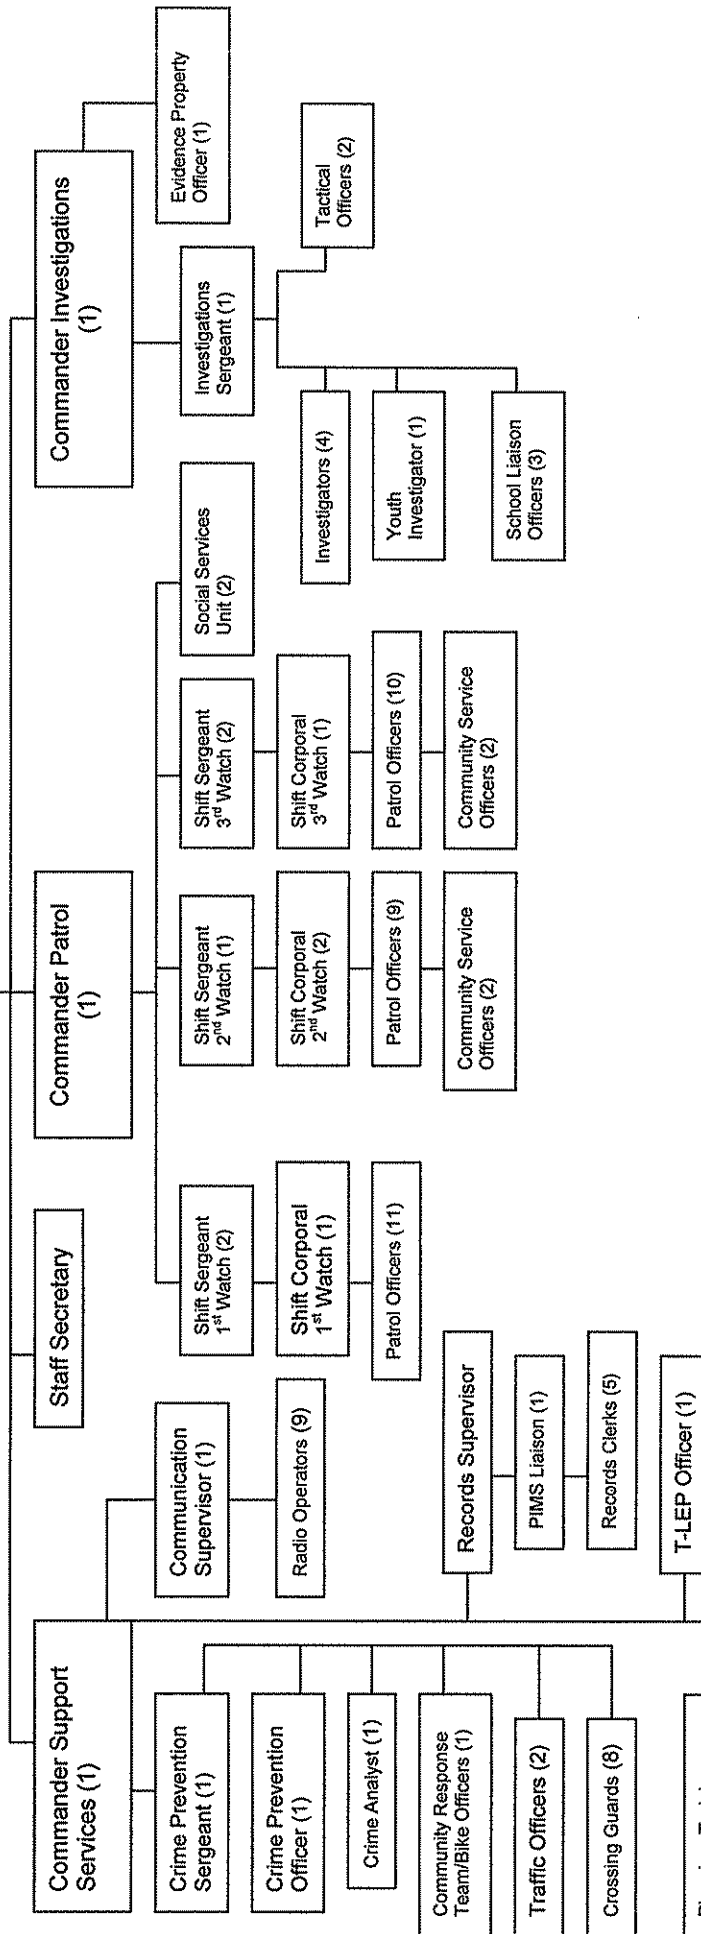 Commander Support
Services (1)
Staff Secretary
Commander Patrol
(1)
Commander Investigations
(1)
Crime Prevention
Sergeant (1)
Crime Prevention
Officer (1)
Crime Analyst (1)
Community Response
Team/Bike Officers (1)
Traffic Officers (2)
Crossing Guards (8)
Communication
Supervisor (1)
Radio Operators (9)
Records Supervisor
PIMS Liaison (1)
Records Clerks (5)
T-LEP Officer (1)
Shift Sergeant
1st Watch (2)
Shift Corporal
1st Watch (1)
Patrol Officers (11)
Shift Sergeant
2nd Watch (1)
Shift Corporal
2nd Watch (2)
Patrol Officers (9)
Community Service
Officers (2)
Shift Sergeant
3rd Watch (2)
Shift Corporal
3rd Watch (1)
Patrol Officers (10)
Community Service
Officers (2)
Social Services
Unit (2)
Investigations
Sergeant (1)
Investigators (4)
Youth
Investigator (1)
School Liaison
Officers (3)
Tactical
Officers (2)
Evidence Property
Officer (1)